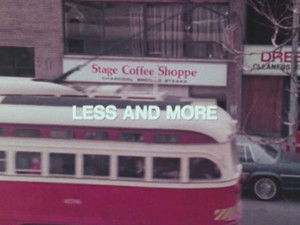 Stage Coffee Shoppe
CHARCOAL BROILED STEAKS
DRE
CLEANERS
LESS AND MORE